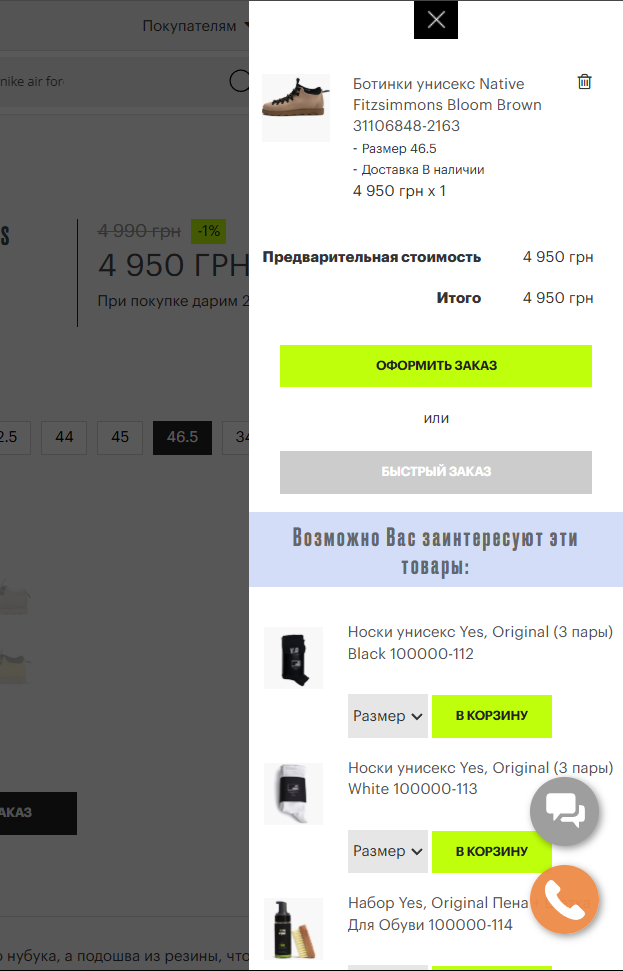 Покупателям
nike air for
S
4 990 грн
-1%
4 950 ГРН
При покупке дарим 2
2.5
44
45
46.5
34
АКАЗ
о нубука, а подошва из резины, что
Ботинки унисекс Native
Fitzsimmons Bloom Brown
31106848-2163
- Размер 46.5
- Доставка В наличии
4 950 грн x 1
Предварительная стоимость 4 950 грн
Итого 4 950 грн
ОФОРМИТЬ ЗАКАЗ
или
БЫСТРЫЙ ЗАКАЗ
Возможно Вас заинтересуют эти
товары:
Носки унисекс Yes, Original (3 пары)
Black 100000-112
Размер
В КОРЗИНУ
Носки унисекс Yes, Original (3 пары)
White 100000-113
Размер
В КОРЗИНУ
Набор Yes, Original Пена
Для Обуви 100000-114